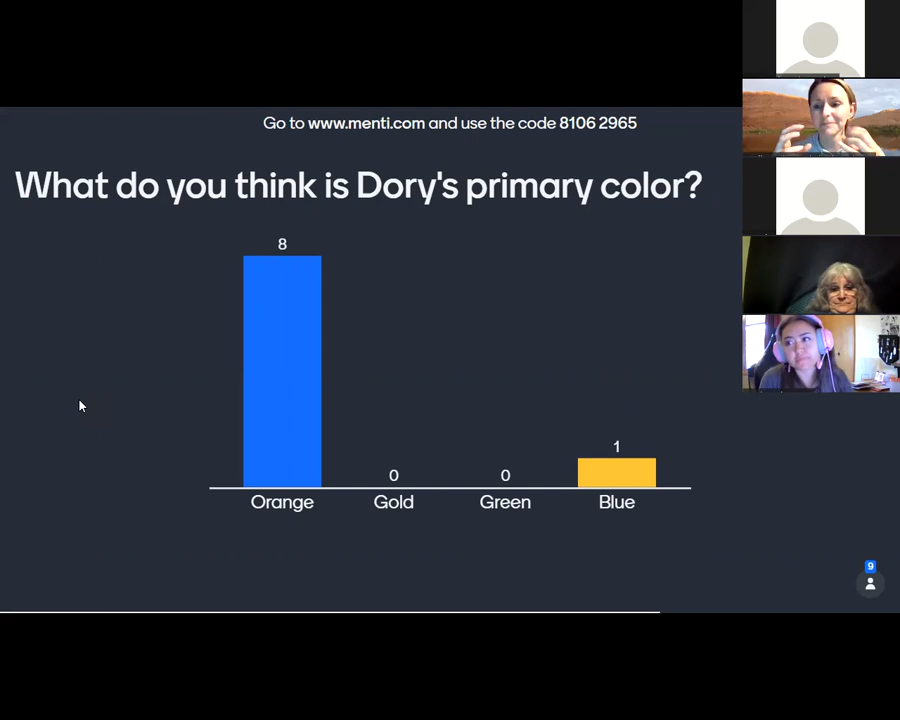 Go to www.menti.com and use the code 8106 2965
What do you think is Dory's primary color?
8
0
0
1
Orange
Gold
Green
Blue
9